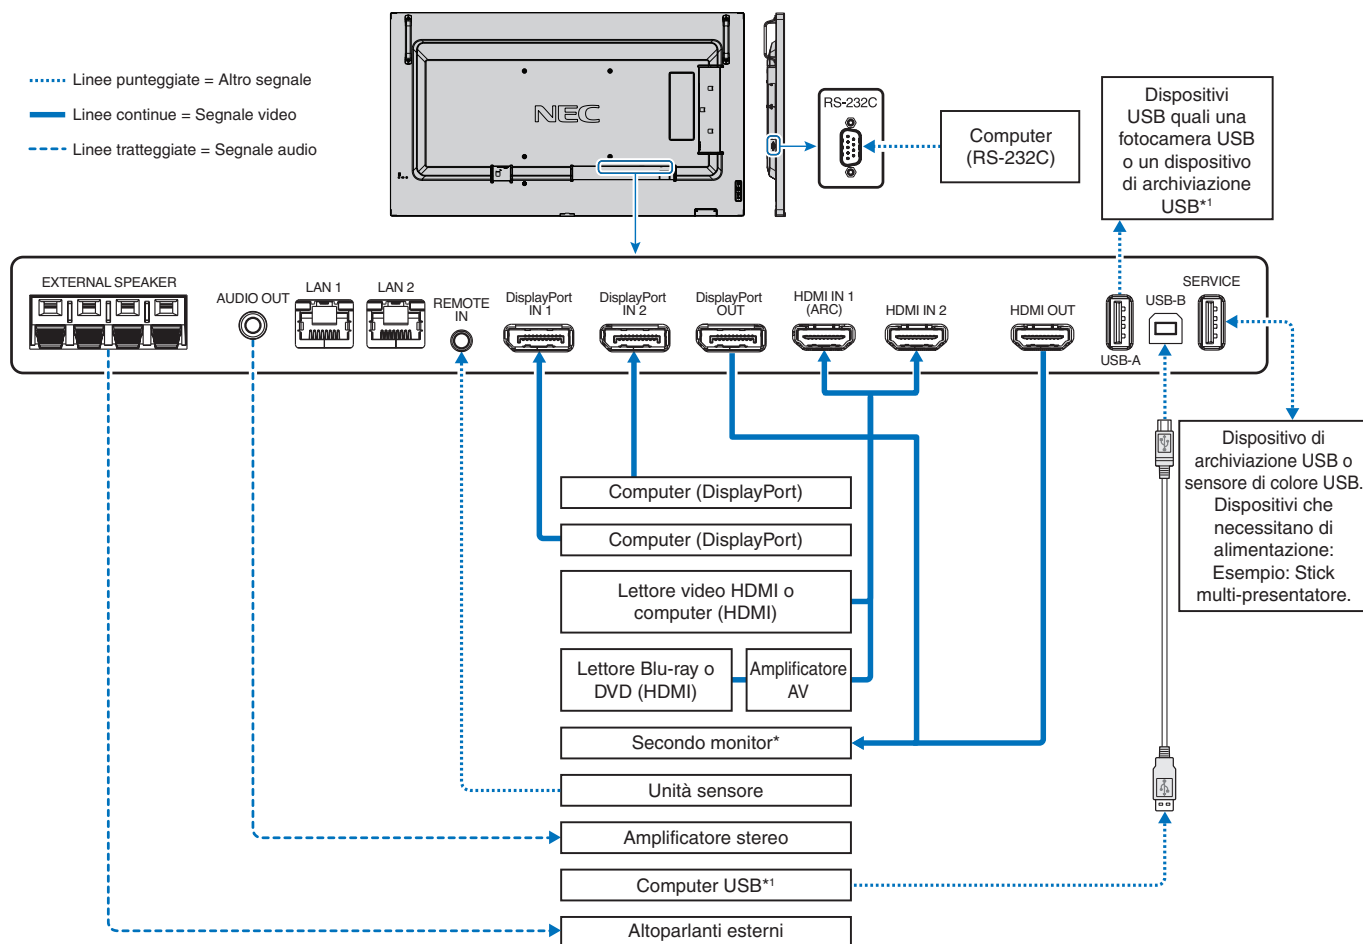 Linee punteggiate = Altro segnale
Linee continue = Segnale video
Linee tratteggiate = Segnale audio
NEC
RS-232C
Computer
(RS-232C)
Dispositivi
USB quali una
fotocamera USB
o un dispositivo
di archiviazione
USB*1
EXTERNAL SPEAKER
AUDIO OUT
LAN 1
LAN 2
REMOTE
IN
DisplayPort
IN 1
DisplayPort
IN 2
DisplayPort
OUT
HDMI IN 1
(ARC)
HDMI IN 2
HDMI OUT
USB-A
USB-B
SERVICE
Dispositivo di
archiviazione USB o
sensore di colore USB.
Dispositivi che
necessitano di
alimentazione:
Esempio: Stick
multi-presentatore.
Computer (DisplayPort)
Computer (DisplayPort)
Lettore video HDMI o
computer (HDMI)
Lettore Blu-ray o
DVD (HDMI)
Amplificatore
AV
Secondo monitor*
Unità sensore
Amplificatore stereo
Computer USB*1
Altoparlanti esterni